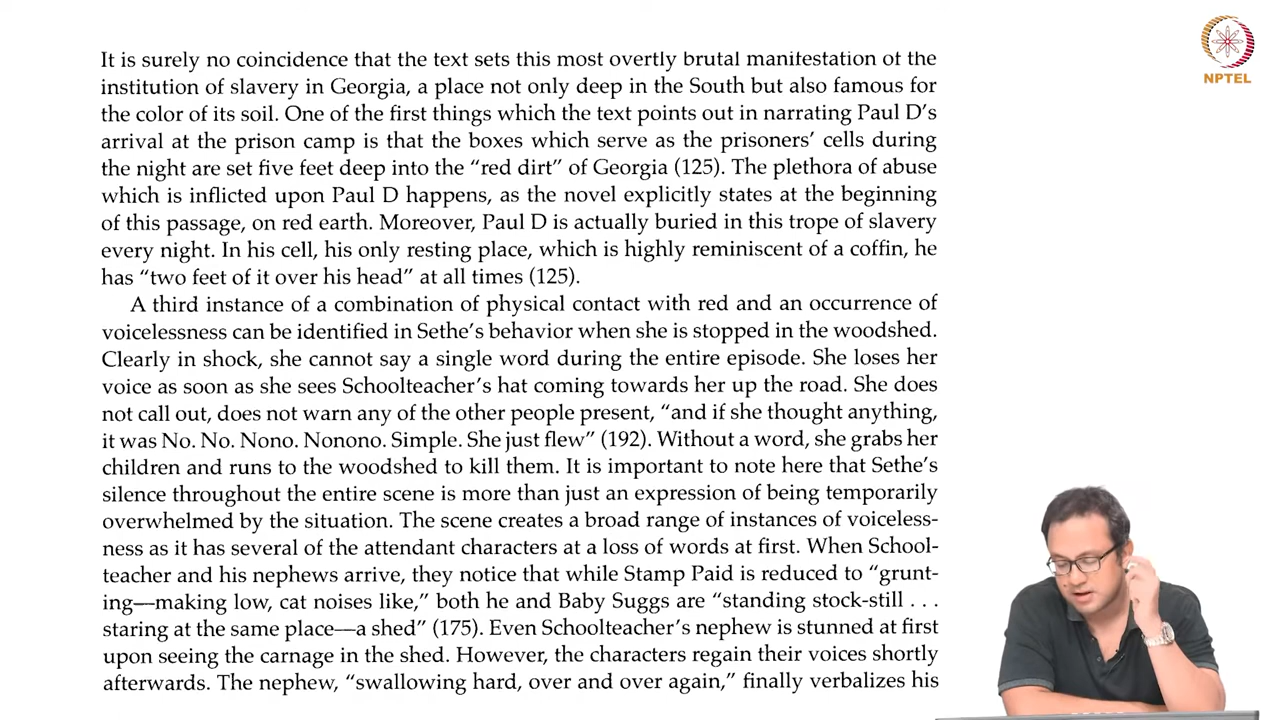 It is surely no coincidence that the text sets this most overtly brutal manifestation of the
institution of slavery in Georgia, a place not only deep in the South but also famous for
the color of its soil. One of the first things which the text points out in narrating Paul D's
arrival at the prison camp is that the boxes which serve as the prisoners' cells during
the night are set five feet deep into the “red dirt” of Georgia (125). The plethora of abuse
which is inflicted upon Paul D happens, as the novel explicitly states at the beginning
of this passage, on red earth. Moreover, Paul D is actually buried in this trope of slavery
every night. In his cell, his only resting place, which is highly reminiscent of a coffin, he
has “two feet of it over his head” at all times (125).
A third instance of a combination of physical contact with red and an occurrence of
voicelessness can be identified in Sethe's behavior when she is stopped in the woodshed.
Clearly in shock, she cannot say a single word during the entire episode. She loses her
voice as soon as she sees Schoolteacher's hat coming towards her up the road. She does
not call out, does not warn any of the other people present, “and if she thought anything,
it was No. No. Nono. Nonono. Simple. She just flew” (192). Without a word, she grabs her
children and runs to the woodshed to kill them. It is important to note here that Sethe's
silence throughout the entire scene is more than just an expression of being temporarily
overwhelmed by the situation. The scene creates a broad range of instances of voiceless-
ness as it has several of the attendant characters at a loss of words at first. When School-
teacher and his nephews arrive, they notice that while Stamp Paid is reduced to “grunt-
ing—making low, cat noises like,” both he and Baby Suggs are “standing stock-still . . .
staring at the same place—a shed” (175). Even Schoolteacher's nephew is stunned at first
upon seeing the carnage in the shed. However, the characters regain their voices shortly
afterwards. The nephew, “swallowing hard, over and over again,” finally verbalizes his
NPTEL